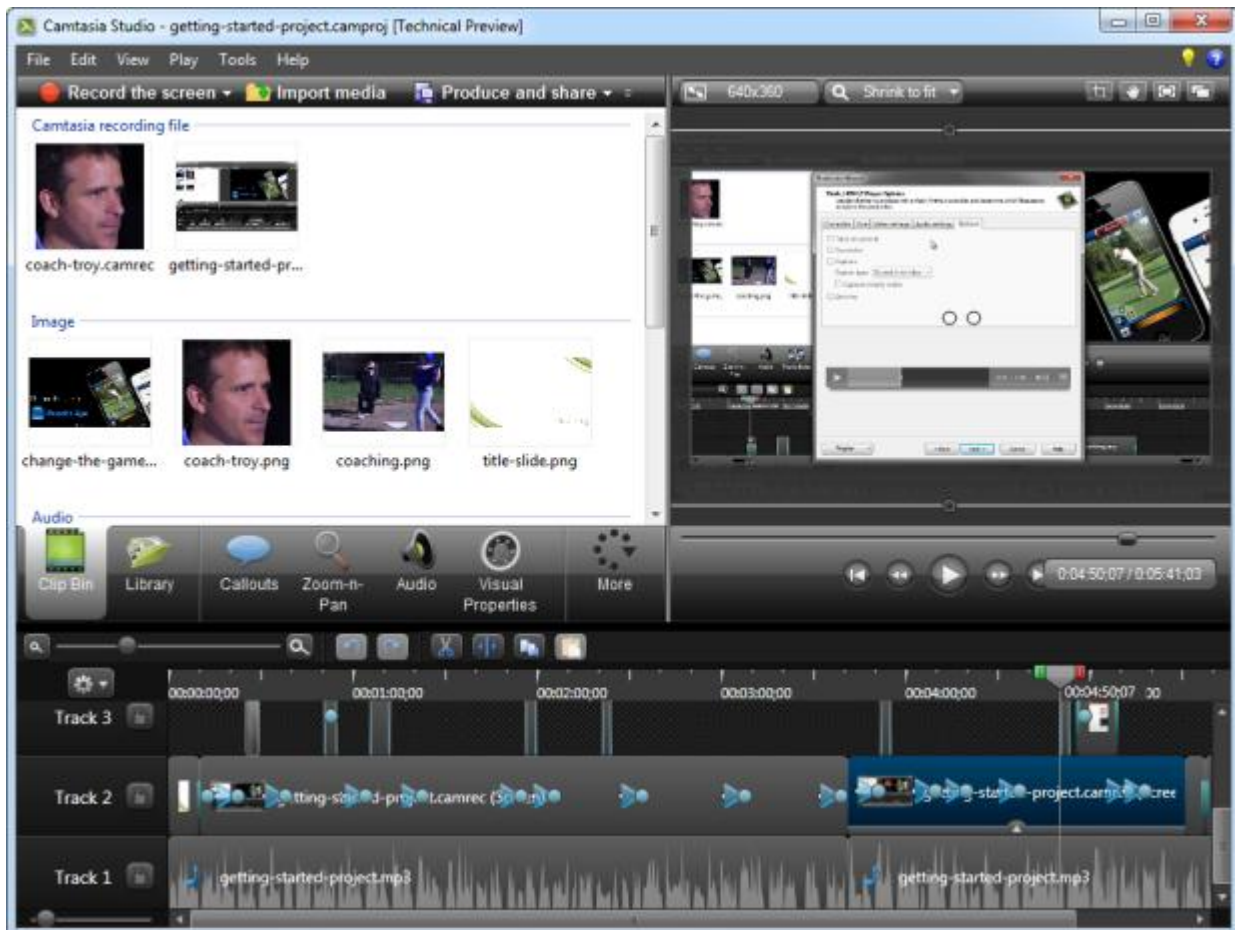 Camtasia Studio - getting-started-project.camproj [Technical Preview]
File Edit View Play Tools Help
Record the screen Import media Produce and share
640x360 Shrink to fit
Camtasia recording file
coach-troy.camrec getting-started-pr...
Image
change-the-game... coach-troy.png coaching.png title-slide.png
Audio
Clip Bin Library Callouts Zoom-n-Pan Audio Visual Properties More
0:04:50;07 / 0:05:41;03
00:00:00;00 00:01:00;00 00:02:00;00 00:03:00;00 00:04:00;00 00:04:50;07 00
Track 3
Track 2
Track 1 getting-started-project.mp3 getting-started-project.mp3